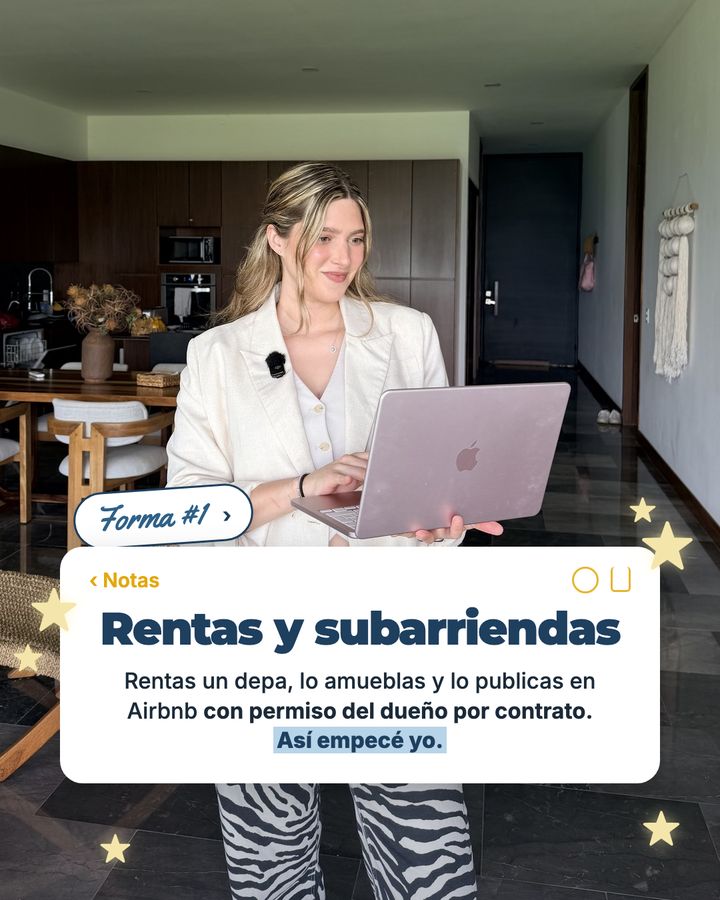 Forma #1 ›
‹ Notas
Rentas y subarriendas
Rentas un depa, lo amueblas y lo publicas en
Airbnb con permiso del dueño por contrato.
Así empecé yo.